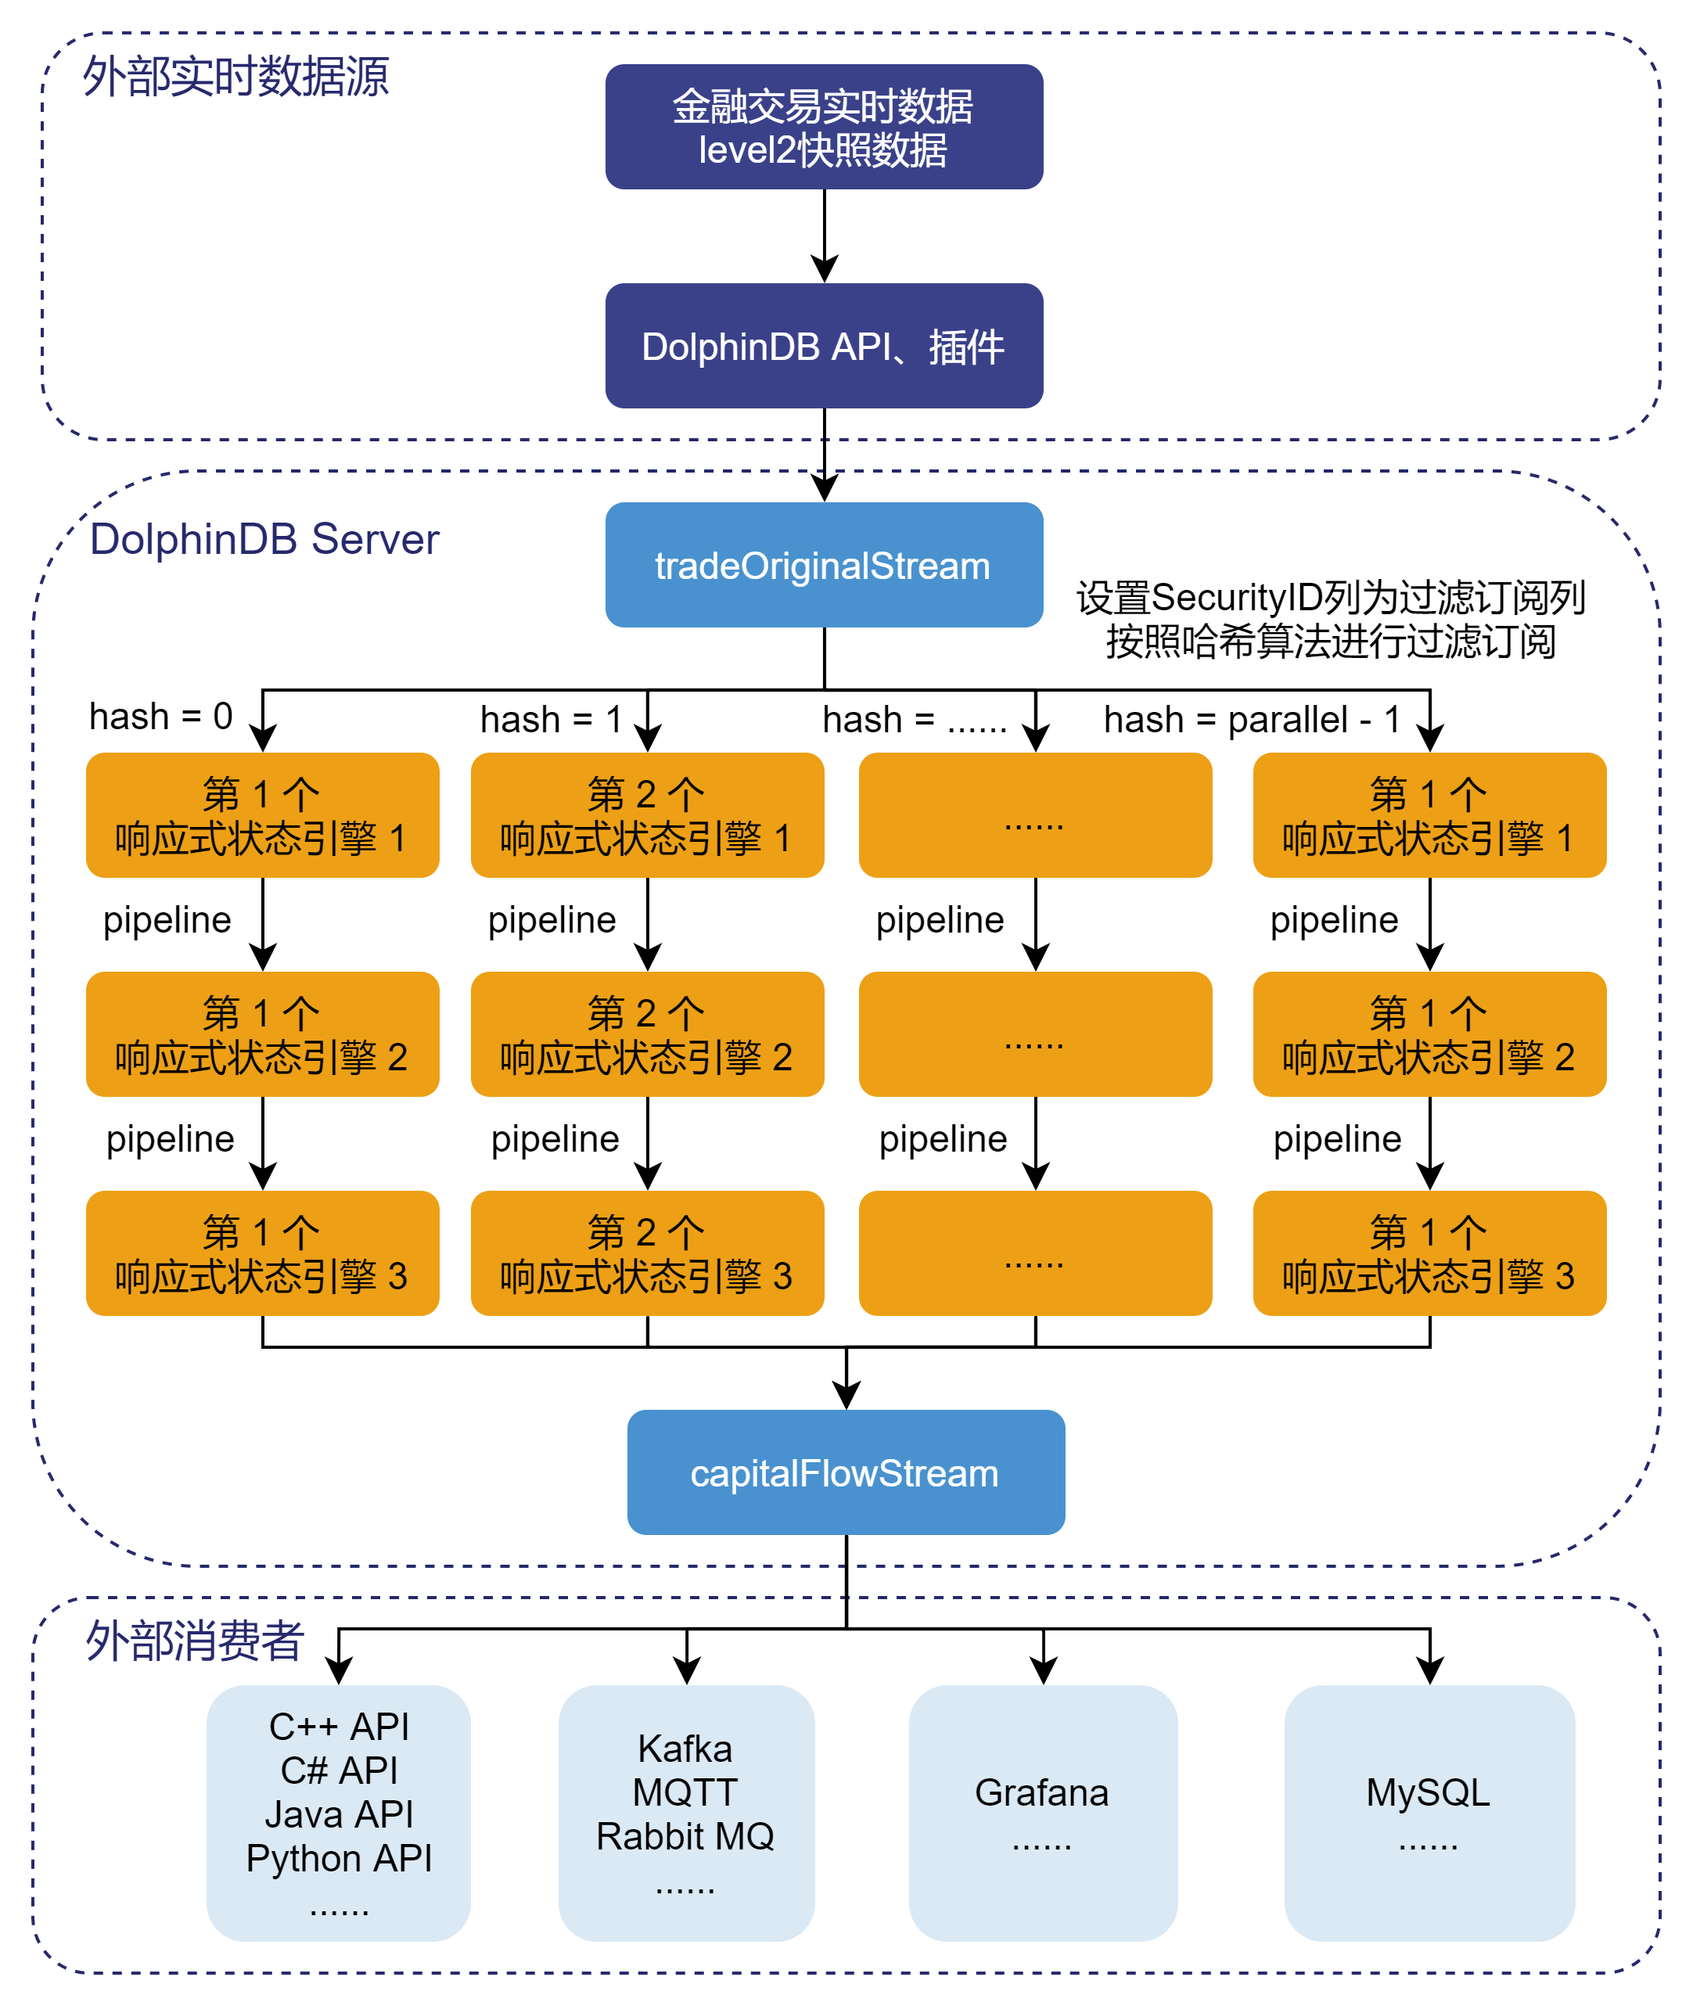 外部实时数据源
金融交易实时数据
level2快照数据
DolphinDB API、插件
DolphinDB Server
tradeOriginalStream
设置SecurityID列为过滤订阅列
按照哈希算法进行过滤订阅
hash = 0
hash = 1
hash = ......
hash = parallel - 1
第 1 个
响应式状态引擎 1
第 2 个
响应式状态引擎 1
......
第 1 个
响应式状态引擎 1
pipeline
pipeline
pipeline
pipeline
第 1 个
响应式状态引擎 2
第 2 个
响应式状态引擎 2
......
第 1 个
响应式状态引擎 2
pipeline
pipeline
pipeline
pipeline
第 1 个
响应式状态引擎 3
第 2 个
响应式状态引擎 3
......
第 1 个
响应式状态引擎 3
capitalFlowStream
外部消费者
C++ API
C# API
Java API
Python API
......
Kafka
MQTT
Rabbit MQ
......
Grafana
......
MySQL
......